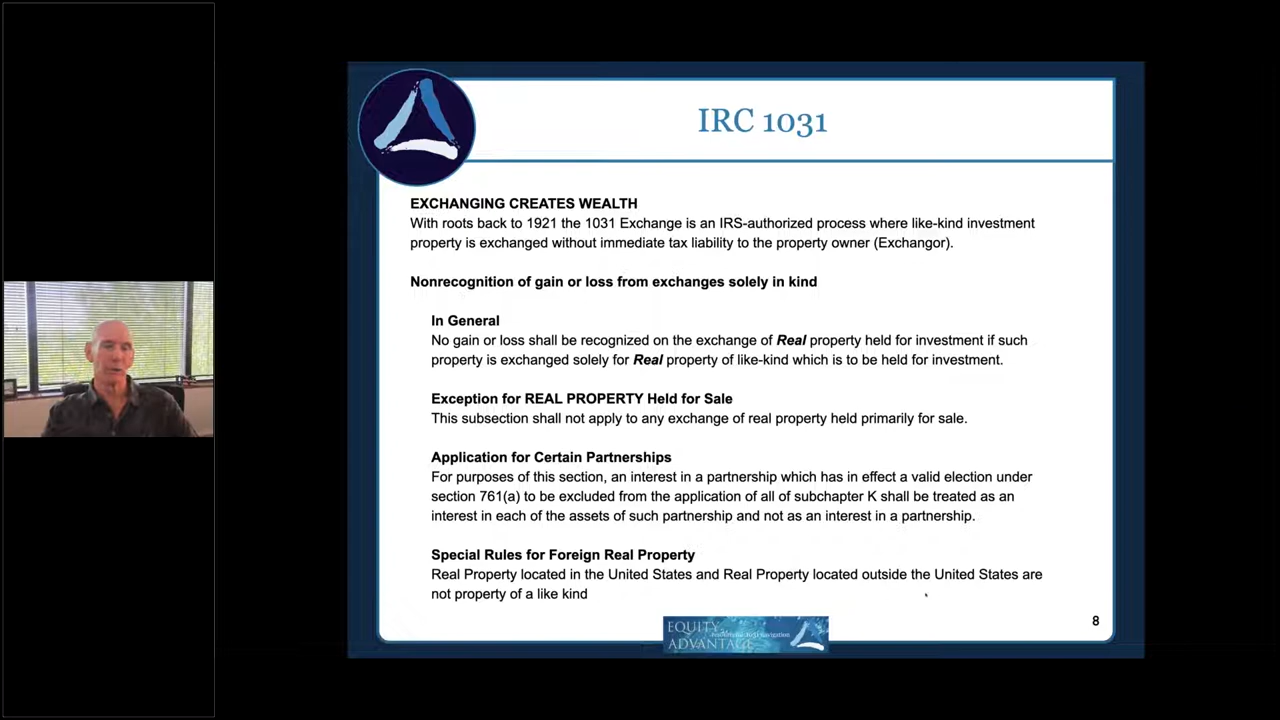 IRC 1031
EXCHANGING CREATES WEALTH
With roots back to 1921 the 1031 Exchange is an IRS-authorized process where like-kind investment
property is exchanged without immediate tax liability to the property owner (Exchangor).
Nonrecognition of gain or loss from exchanges solely in kind
In General
No gain or loss shall be recognized on the exchange of Real property held for investment if such
property is exchanged solely for Real property of like-kind which is to be held for investment.
Exception for REAL PROPERTY Held for Sale
This subsection shall not apply to any exchange of real property held primarily for sale.
Application for Certain Partnerships
For purposes of this section, an interest in a partnership which has in effect a valid election under
section 761(a) to be excluded from the application of all of subchapter K shall be treated as an
interest in each of the assets of such partnership and not as an interest in a partnership.
Special Rules for Foreign Real Property
Real Property located in the United States and Real Property located outside the United States are
not property of a like kind
8
EQUITY
ADVANTAGE